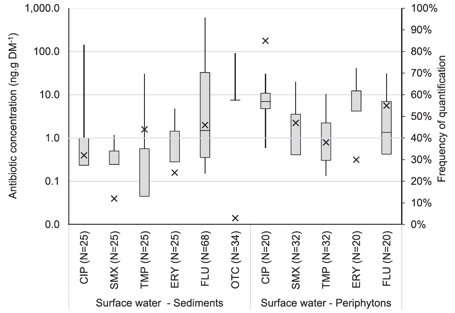 Antibiotic concentration (ng.g DM⁻¹)
1,000.0
100.0
10.0
1.0
0.1
0.0
100%
90%
80%
70%
60%
50%
40%
30%
20%
10%
0%
Frequency of quantification
CIP (N=25)
SMX (N=25)
TMP (N=25)
ERY (N=25)
FLU (N=68)
OTC (N=34)
CIP (N=20)
SMX (N=32)
TMP (N=32)
ERY (N=20)
FLU (N=20)
Surface water - Sediments
Surface water - Periphytons